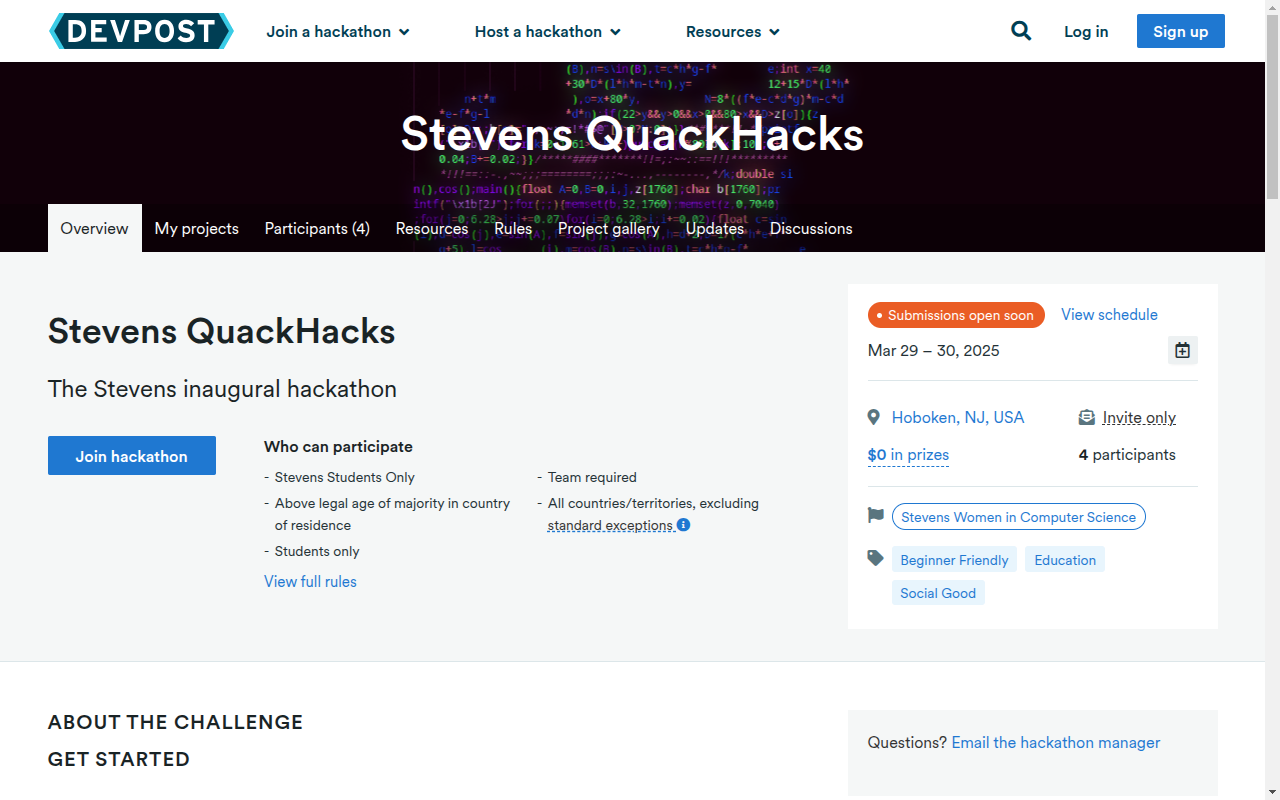 DEVPOST
Join a hackathon
Host a hackathon
Resources
Log in
Sign up
Stevens QuackHacks
Overview
My projects
Participants (4)
Resources
Rules
Project gallery
Updates
Discussions
Stevens QuackHacks
The Stevens inaugural hackathon
Join hackathon
Who can participate
- Stevens Students Only
- Above legal age of majority in country
of residence
- Students only
- Team required
- All countries/territories, excluding
standard exceptions
View full rules
Submissions open soon
View schedule
Mar 29 – 30, 2025
Hoboken, NJ, USA
Invite only
$0 in prizes
4 participants
Stevens Women in Computer Science
Beginner Friendly
Education
Social Good
ABOUT THE CHALLENGE
GET STARTED
Questions? Email the hackathon manager